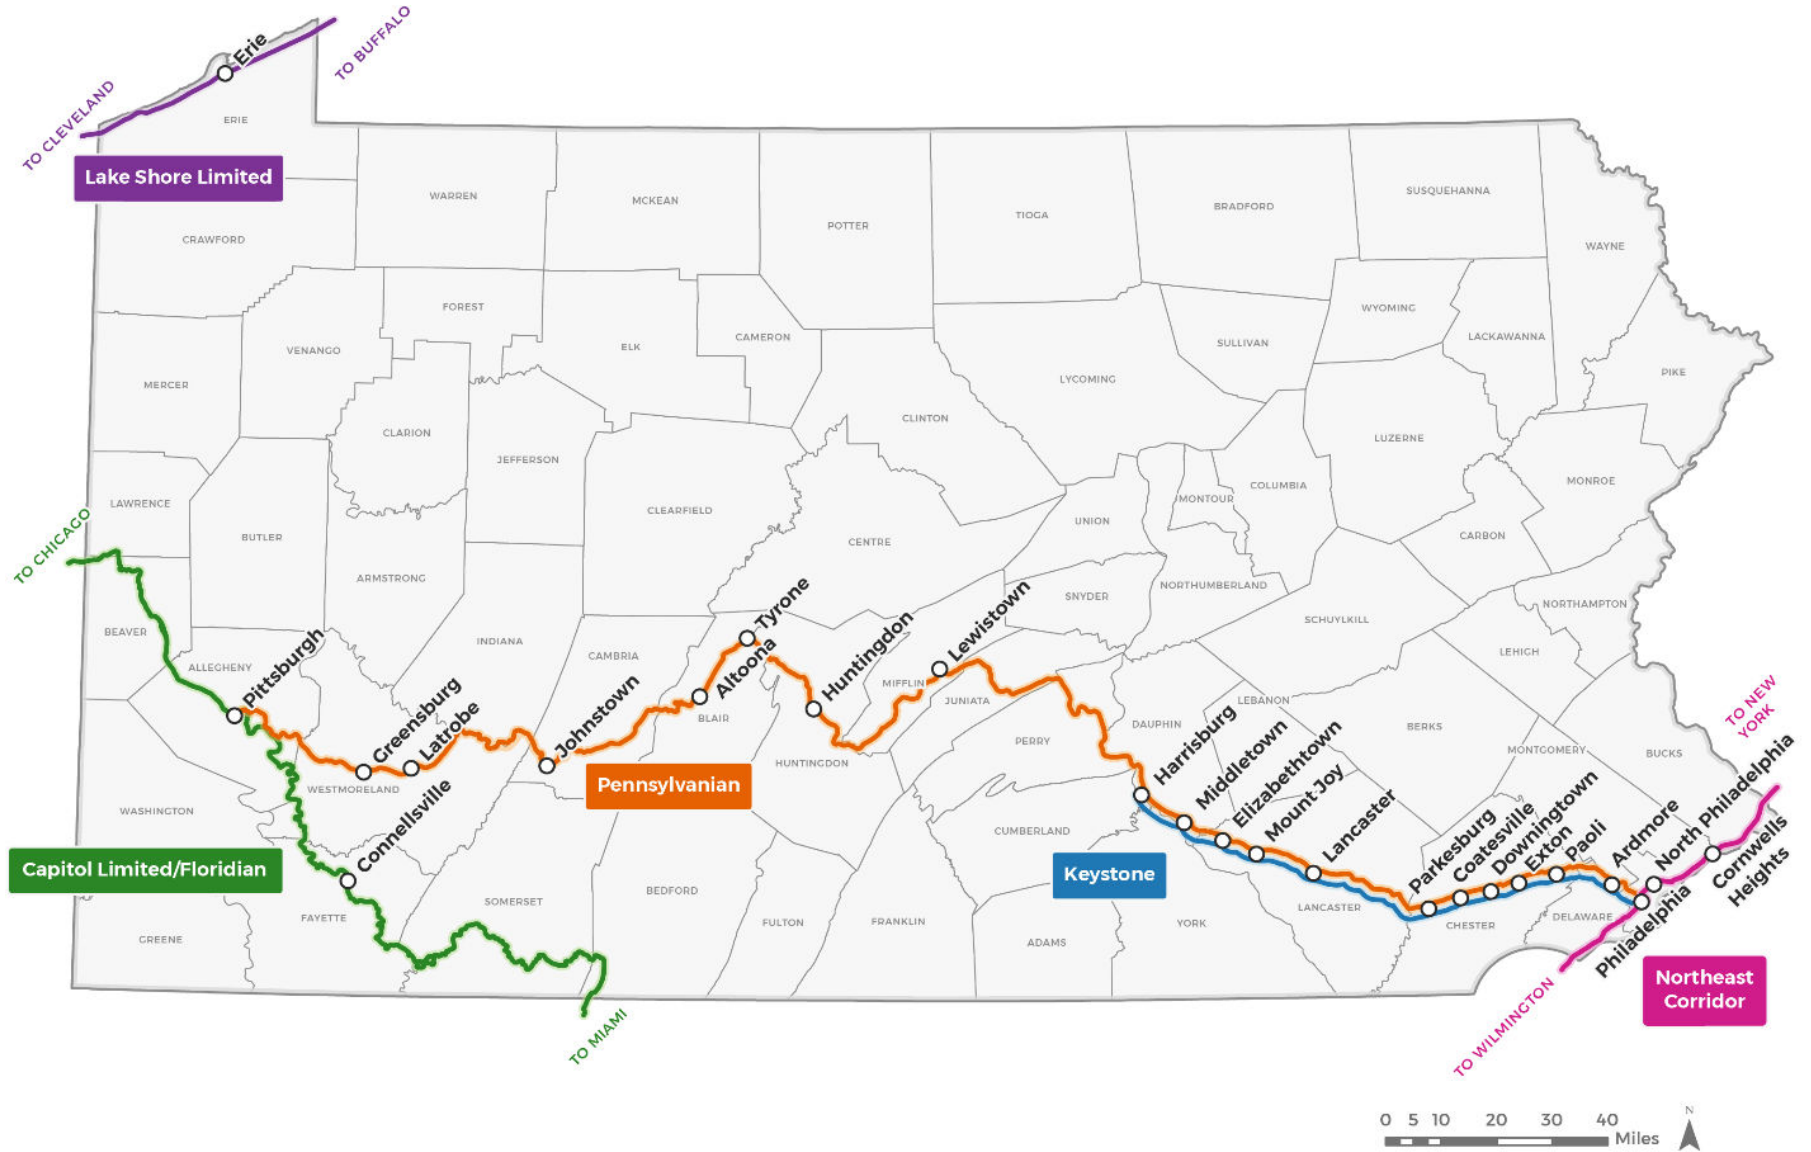 TO BUFFALO
Erie
TO CLEVELAND
ERIE
Lake Shore Limited
WARREN
MCKEAN
POTTER
TIOGA
BRADFORD
SUSQUEHANNA
WAYNE
CRAWFORD
FOREST
VENANGO
ELK
CAMERON
WYOMING
SULLIVAN
LACKAWANNA
PIKE
MERCER
LYCOMING
CLINTON
CLARION
LUZERNE
JEFFERSON
MONROE
COLUMBIA
MONTOUR
LAWRENCE
CLEARFIELD
UNION
TO CHICAGO
BUTLER
CENTRE
CARBON
ARMSTRONG
NORTHUMBERLAND
SNYDER
NORTHAMPTON
SCHUYLKILL
BEAVER
INDIANA
CAMBRIA
LEHIGH
ALLEGHENY
Pittsburgh
Greensburg
Latrobe
Johnstown
Altoona
Tyrone
Huntingdon
Lewistown
MIFFLIN
JUNIATA
BLAIR
LEBANON
DAUPHIN
BERKS
PERRY
MONTGOMERY
BUCKS
TO NEW
YORK
HUNTINGDON
Harrisburg
Middletown
Elizabethtown
Mount Joy
Lancaster
Parkesburg
Coatesville
Downingtown
Exton
Paoli
Ardmore
North Philadelphia
Cornwells
Heights
Philadelphia
Pennsylvanian
WESTMORELAND
WASHINGTON
Connellsville
CUMBERLAND
Keystone
Capitol Limited/Floridian
BEDFORD
SOMERSET
FAYETTE
GREENE
FULTON
FRANKLIN
ADAMS
YORK
LANCASTER
CHESTER
DELAWARE
Northeast
Corridor
TO WILMINGTON
TO MIAMI
0 5 10 20 30 40
Miles
N